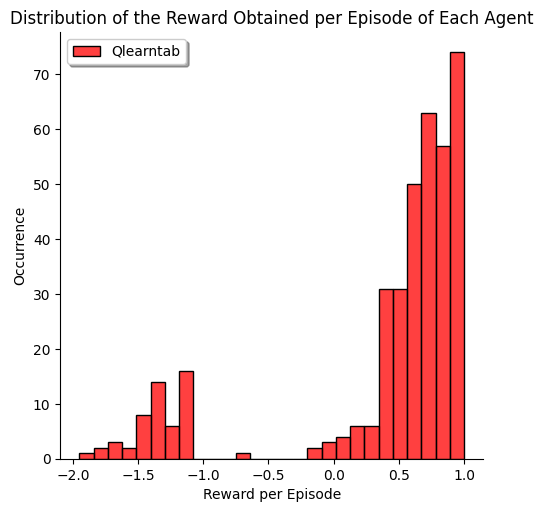 Distribution of the Reward Obtained per Episode of Each Agent
Qlearntab
70
60
50
40
30
20
10
0
Occurrence
−2.0 −1.5 −1.0 −0.5 0.0 0.5 1.0
Reward per Episode